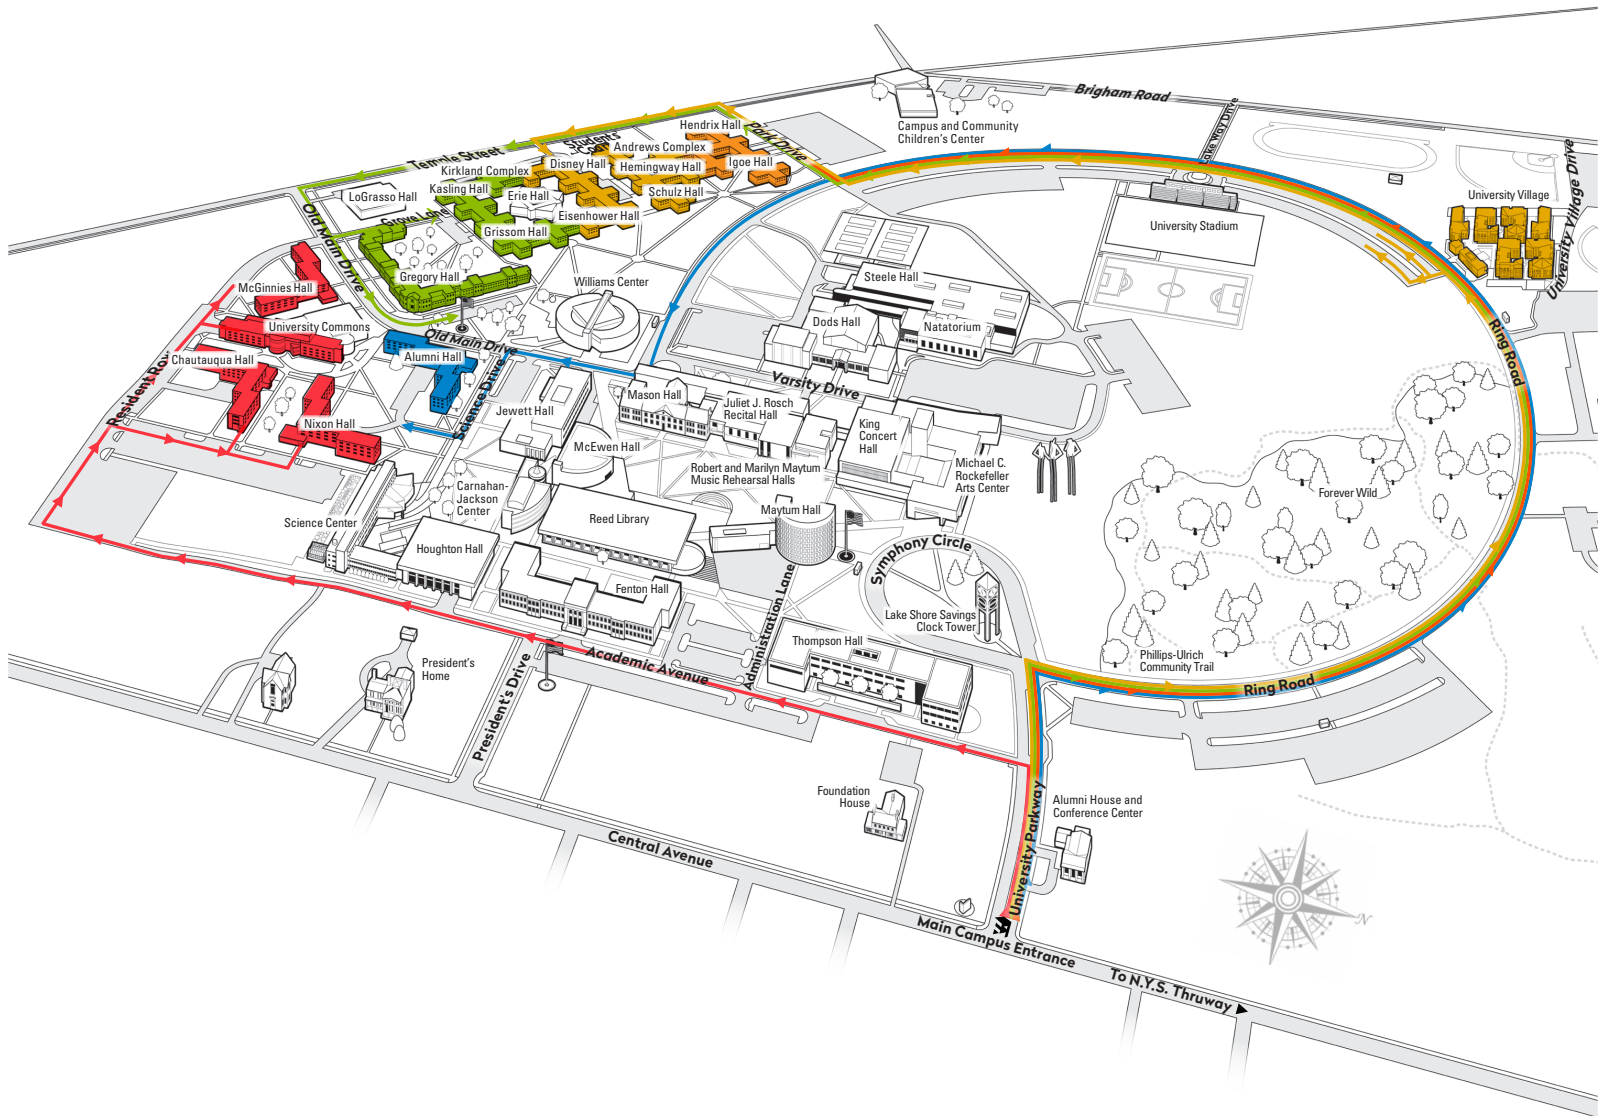 Brigham Road
Campus and Community
Children's Center
Lake Way Drive
University Village Drive
University Village
University Stadium
Hendrix Hall
Park Drive
Students'
Andrews Complex
Temple Street
Disney Hall
Igoe Hall
Kirkland Complex
Hemingway Hall
Kasling Hall
LoGrasso Hall
Erie Hall
Schulz Hall
Grove Lane
Eisenhower Hall
Old Main Drive
Grissom Hall
Gregory Hall
Williams Center
Steele Hall
McGinnies Hall
University Commons
Dods Hall
Natatorium
Old Main Drive
Ring Road
Chautauqua Hall
Alumni Hall
Resident Row
Varsity Drive
Science Drive
Mason Hall
Juliet J. Rosch
Recital Hall
Jewett Hall
Nixon Hall
King
Concert
Hall
McEwen Hall
Michael C.
Rockefeller
Arts Center
Robert and Marilyn Maytum
Music Rehearsal Halls
Carnahan-
Jackson
Center
Forever Wild
Science Center
Reed Library
Maytum Hall
Houghton Hall
Symphony Circle
Fenton Hall
Administration Lane
Lake Shore Savings
Clock Tower
Thompson Hall
Phillips-Ulrich
Community Trail
President's
Home
Academic Avenue
Ring Road
President's Drive
Foundation
House
University Parkway
Alumni House and
Conference Center
Central Avenue
Main Campus Entrance
To N.Y.S. Thruway
N